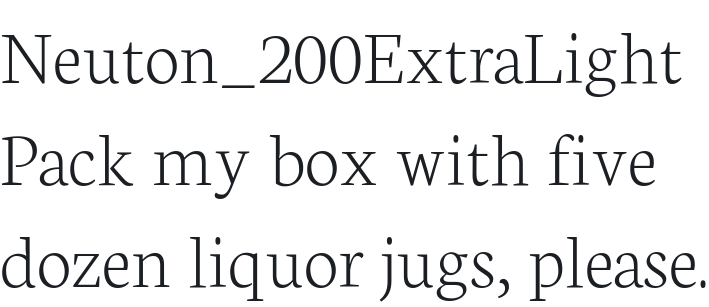 Neuton_200ExtraLight
Pack my box with five
dozen liquor jugs, please.